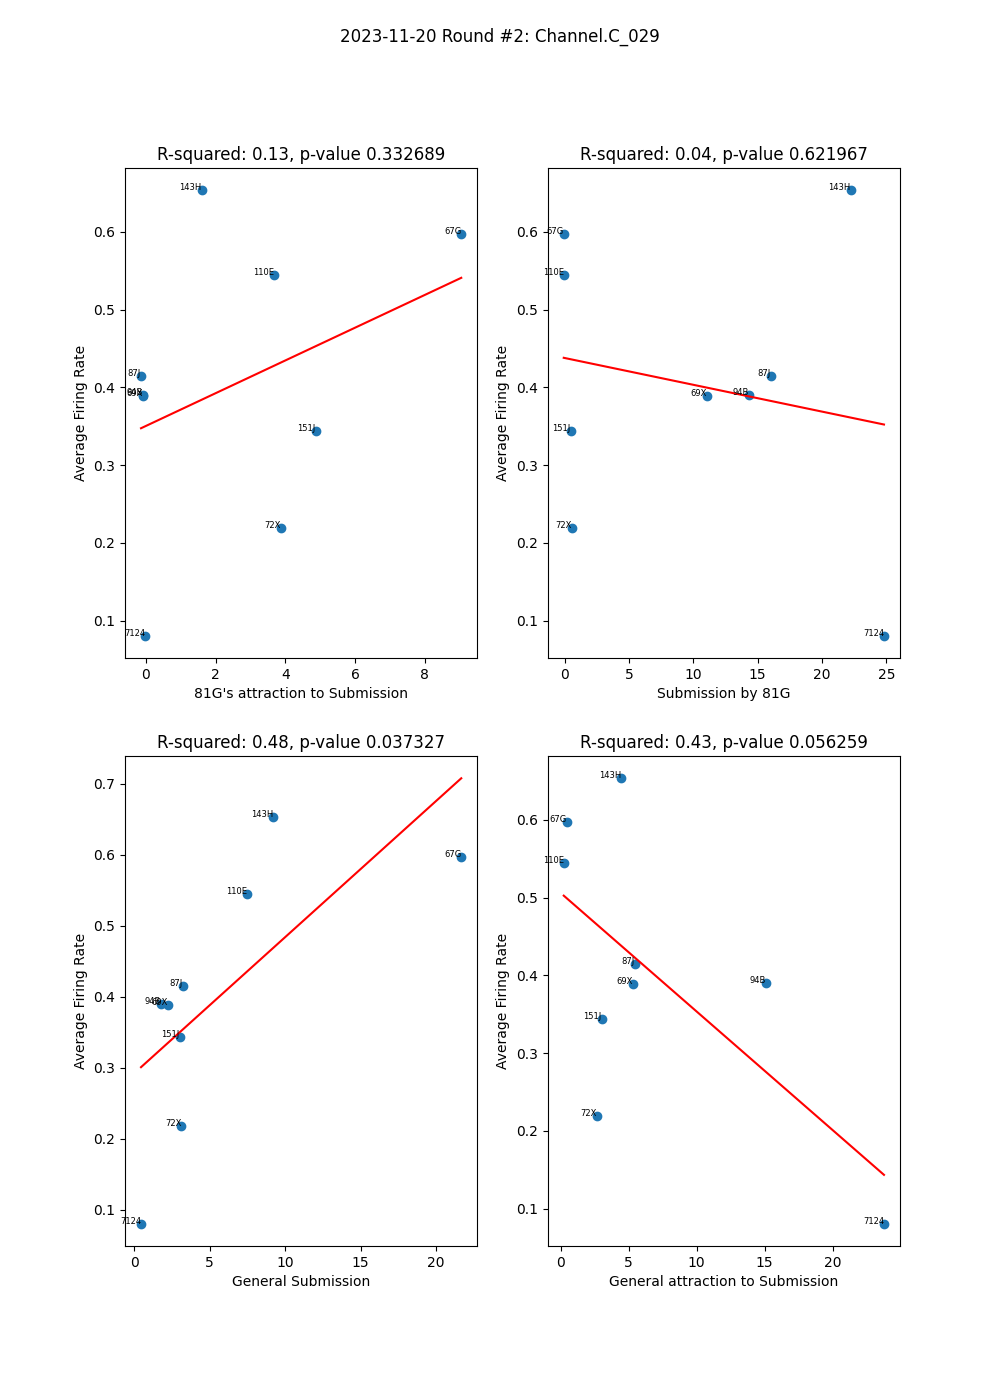 2023-11-20 Round #2: Channel.C_029
R-squared: 0.13, p-value 0.332689
143H
67G
110E
87J
94B
69X
151J
72X
7124
0.6
0.5
0.4
0.3
0.2
0.1
0 2 4 6 8
Average Firing Rate
81G's attraction to Submission
R-squared: 0.04, p-value 0.621967
143H
67G
110E
87J
94B
69X
151J
72X
7124
0.6
0.5
0.4
0.3
0.2
0.1
0 5 10 15 20 25
Average Firing Rate
Submission by 81G
R-squared: 0.48, p-value 0.037327
143H
67G
110E
87J
94B
69X
151J
72X
7124
0.7
0.6
0.5
0.4
0.3
0.2
0.1
0 5 10 15 20
Average Firing Rate
General Submission
R-squared: 0.43, p-value 0.056259
143H
67G
110E
87J
69X
94B
151J
72X
7124
0.6
0.5
0.4
0.3
0.2
0.1
0 5 10 15 20
Average Firing Rate
General attraction to Submission